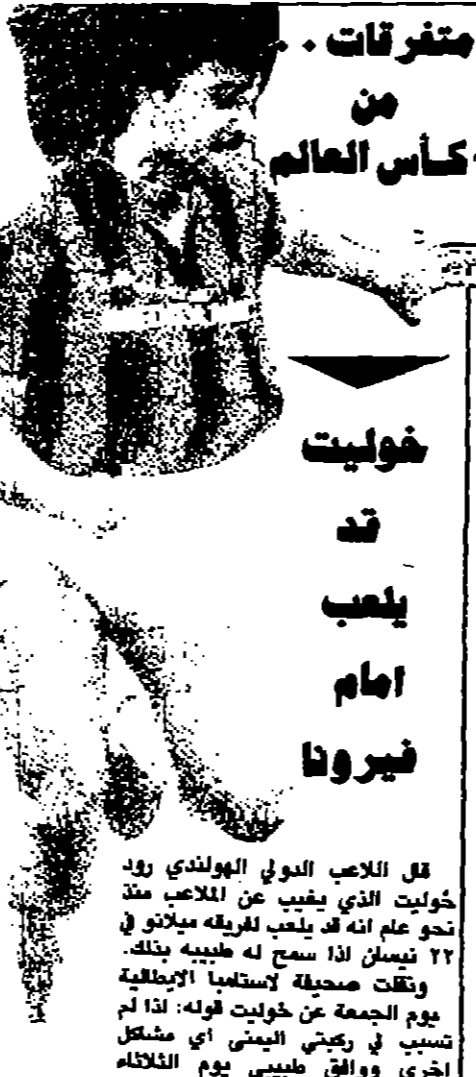 متفرقات . .
من
كأس العالم
خوليت
قد
يلعب
امام
فيرونا
قال اللاعب الدولي الهولندي رود
خوليت الذي يغيب عن الملاعب منذ
نحو عام انه قد يلعب لفريقه ميلانو في
٢٢ نيسان اذا سمح له طبيبه بذلك.
ونقلت صحيفة لاستامبا الايطالية
يوم الجمعة عن خوليت قوله: اذا لم
تسبب لي ركبتي اليمنى أي مشاكل
اخرى ووافق طبيبي يوم الثلاثاء